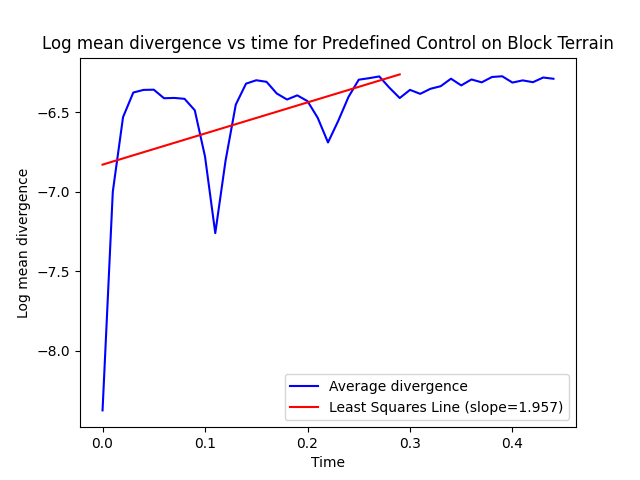 Log mean divergence vs time for Predefined Control on Block Terrain
Log mean divergence
−6.5
−7.0
−7.5
−8.0
0.0
0.1
0.2
0.3
0.4
Time
Average divergence
Least Squares Line (slope=1.957)